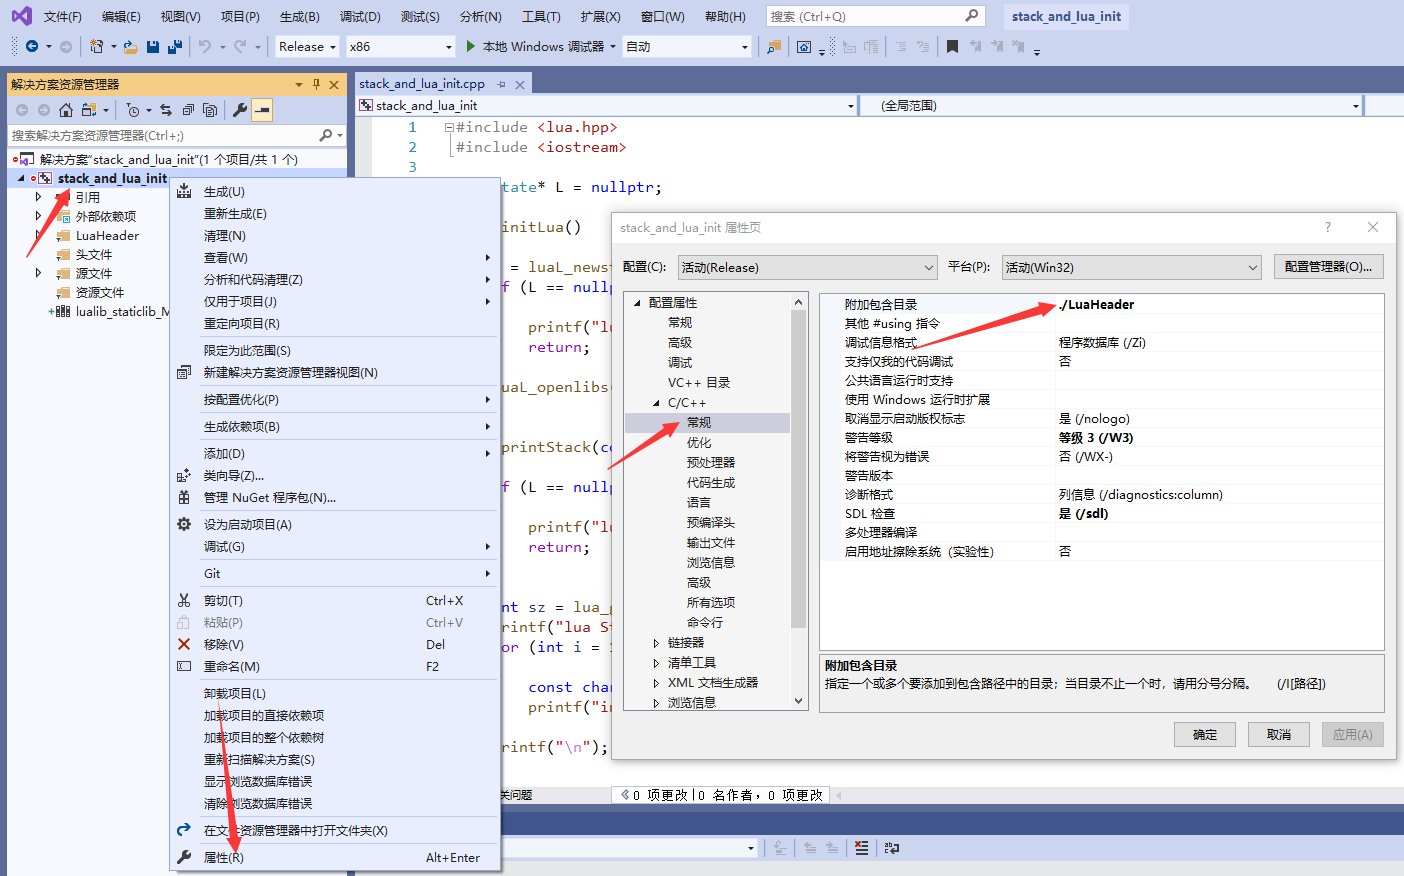 文件(F) 编辑(E) 视图(V) 项目(P) 生成(B) 调试(D) 测试(S) 分析(N) 工具(T) 扩展(X) 窗口(W) 帮助(H) 搜索 (Ctrl+Q) stack_and_lua_init
Release x86 本地 Windows 调试器 自动
解决方案资源管理器
搜索解决方案资源管理器(Ctrl+;)
解决方案"stack_and_lua_init"(1 个项目/共 1 个)
stack_and_lua_init
引用
外部依赖项
LuaHeader
头文件
源文件
资源文件
lualib_staticlib_M
stack_and_lua_init.cpp
stack_and_lua_init (全局范围)
1 #include <lua.hpp>
2 #include <iostream>
3
tate* L = nullptr;
initLua()
= luaL_newst
f (L == nullp
printf("lu
return;
uaL_openlibs(
printStack(co
f (L == nullp
printf("lu
return;
nt sz = lua_g
rintf("lua St
or (int i = 1
const char
printf("in
rintf("\n");
生成(U)
重新生成(E)
清理(N)
查看(W)
分析和代码清理(Z)
仅用于项目(J)
重定向项目(R)
限定为此范围(S)
新建解决方案资源管理器视图(N)
按配置优化(P)
生成依赖项(B)
添加(D)
类向导(Z)...
管理 NuGet 程序包(N)...
设为启动项目(A)
调试(G)
Git
剪切(T) Ctrl+X
粘贴(P) Ctrl+V
移除(V) Del
重命名(M) F2
卸载项目(L)
加载项目的直接依赖项
加载项目的整个依赖树
重新扫描解决方案(S)
显示浏览数据库错误
清除浏览数据库错误
在文件资源管理器中打开文件夹(X)
属性(R) Alt+Enter
stack_and_lua_init 属性页
配置(C): 活动(Release) 平台(P): 活动(Win32) 配置管理器(O)...
配置属性
常规
高级
调试
VC++ 目录
C/C++
常规
优化
预处理器
代码生成
语言
预编译头
输出文件
浏览信息
高级
所有选项
命令行
链接器
清单工具
XML 文档生成器
浏览信息
附加包含目录 ./LuaHeader
其他 #using 指令
调试信息格式 程序数据库 (/Zi)
支持仅我的代码调试 否
公共语言运行时支持
使用 Windows 运行时扩展
取消显示启动版权标志 是 (/nologo)
警告等级 等级 3 (/W3)
将警告视为错误 否 (/WX-)
警告版本
诊断格式 列信息 (/diagnostics:column)
SDL 检查 是 (/sdl)
多处理器编译
启用地址擦除系统（实验性） 否
附加包含目录
指定一个或多个要添加到包含路径中的目录；当目录不止一个时，请用分号分隔。 (/I[路径])
确定 取消 应用(A)
关问题 0 项更改|0 名作者，0 项更改